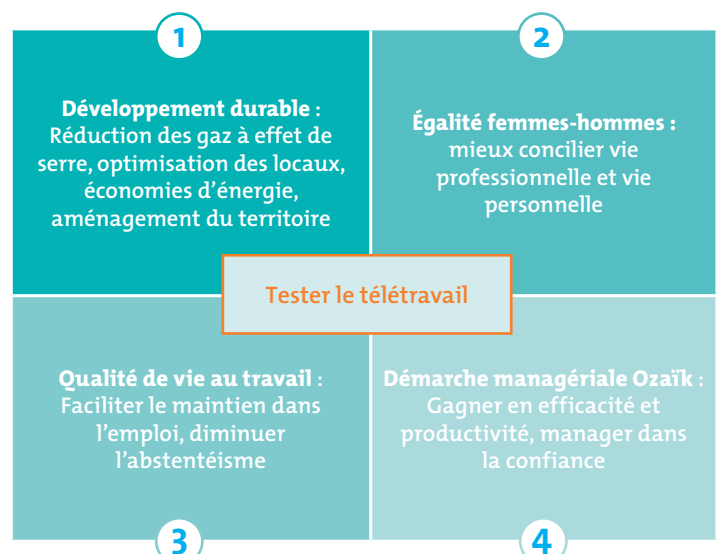 1
Développement durable :
Réduction des gaz à effet de
serre, optimisation des locaux,
économies d'énergie,
aménagement du territoire
2
Égalité femmes-hommes :
mieux concilier vie
professionnelle et vie
personnelle
Tester le télétravail
Qualité de vie au travail :
Faciliter le maintien dans
l'emploi, diminuer
l'abstentéisme
3
Démarche managériale Ozaïk :
Gagner en efficacité et
productivité, manager dans
la confiance
4